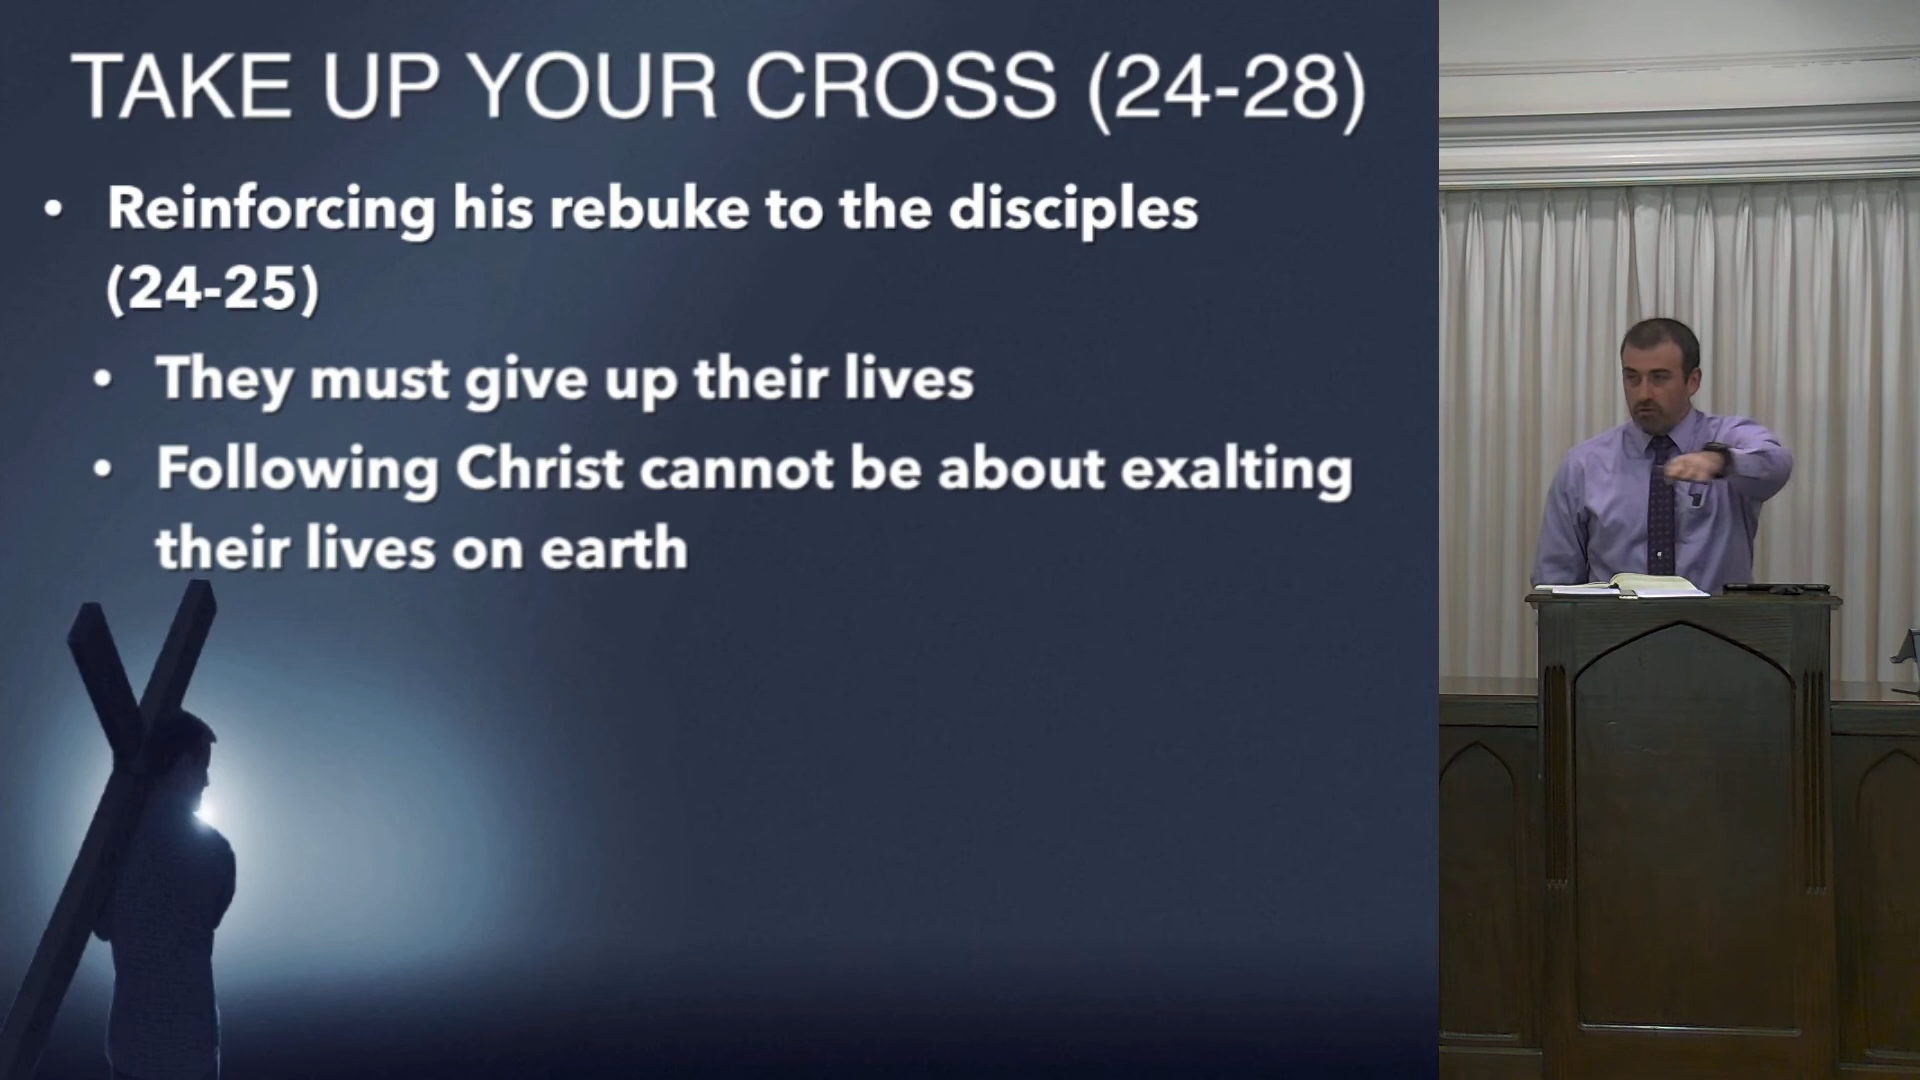 TAKE UP YOUR CROSS (24-28)
• Reinforcing his rebuke to the disciples
(24-25)
• They must give up their lives
• Following Christ cannot be about exalting
their lives on earth